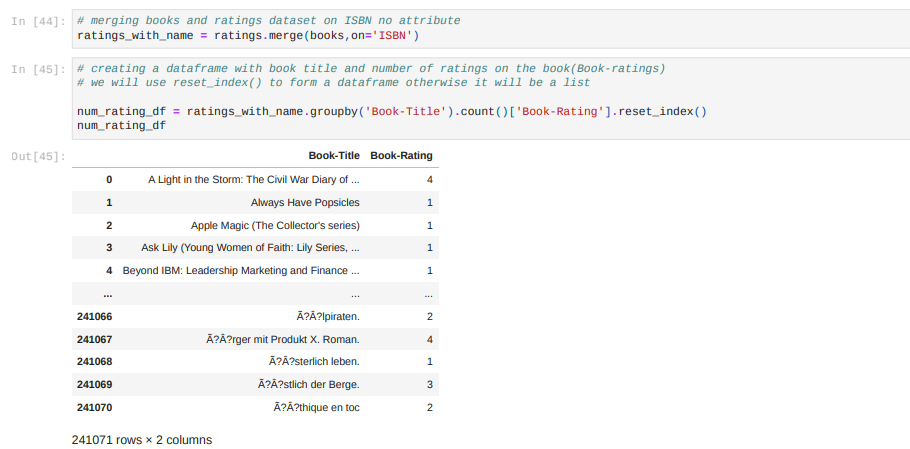 In [44]: # merging books and ratings dataset on ISBN no attribute
ratings_with_name = ratings.merge(books,on='ISBN')
In [45]: # creating a dataframe with book title and number of ratings on the book(Book-ratings)
# we will use reset_index() to form a dataframe otherwise it will be a list
num_rating_df = ratings_with_name.groupby('Book-Title').count()['Book-Rating'].reset_index()
num_rating_df
Out[45]: Book-Title Book-Rating
0 A Light in the Storm: The Civil War Diary of ... 4
1 Always Have Popsicles 1
2 Apple Magic (The Collector's series) 1
3 Ask Lily (Young Women of Faith: Lily Series, ... 1
4 Beyond IBM: Leadership Marketing and Finance ... 1
... ... ...
241066 Ã?Â?lpiraten. 2
241067 Ã?Â?rger mit Produkt X. Roman. 4
241068 Ã?Â?sterlich leben. 1
241069 Ã?Â?stlich der Berge. 3
241070 Ã?Â?thique en toc 2
241071 rows × 2 columns